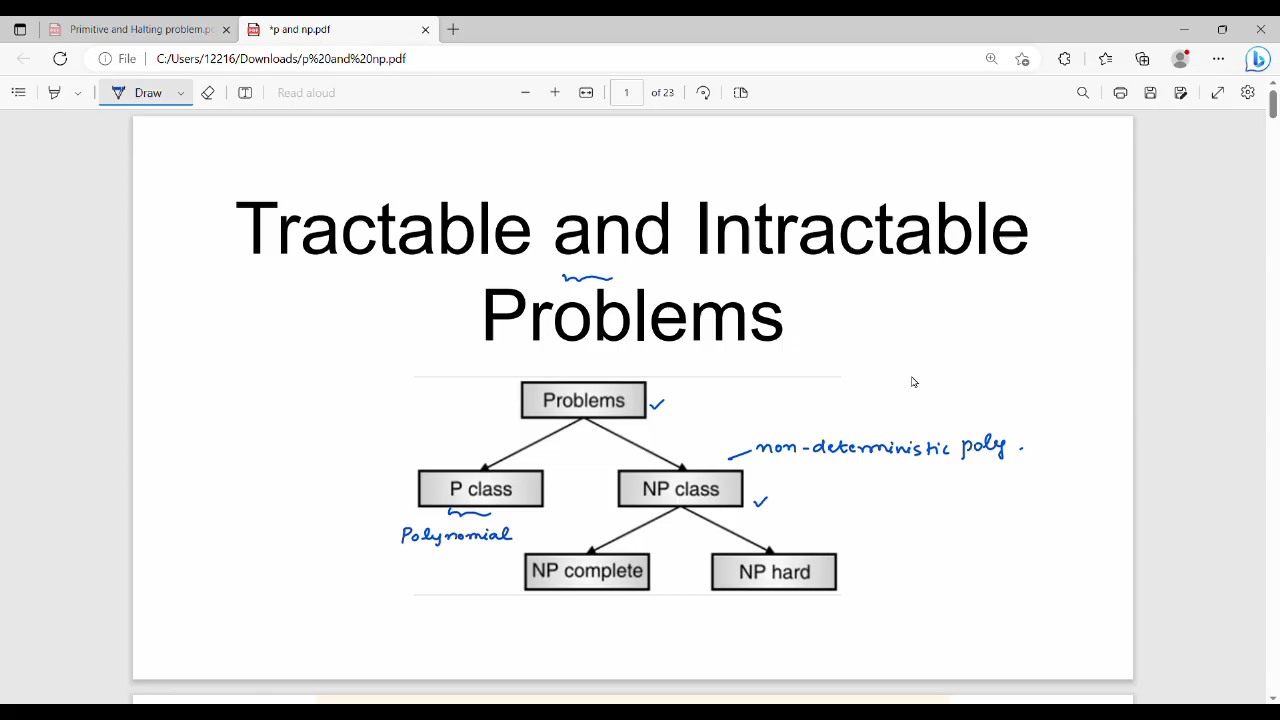 Primitive and Halting problem.pd
*p and np.pdf
File
C:/Users/12216/Downloads/p%20and%20np.pdf
Draw
Read aloud
1 of 23
Tractable and Intractable
Problems
Problems
non-deterministic poly .
P class
NP class
Polynomial
NP complete
NP hard